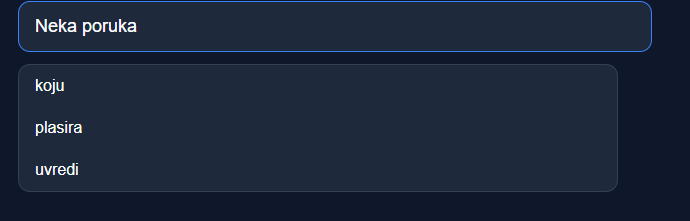 Neka poruka
koju
plasira
uvredi